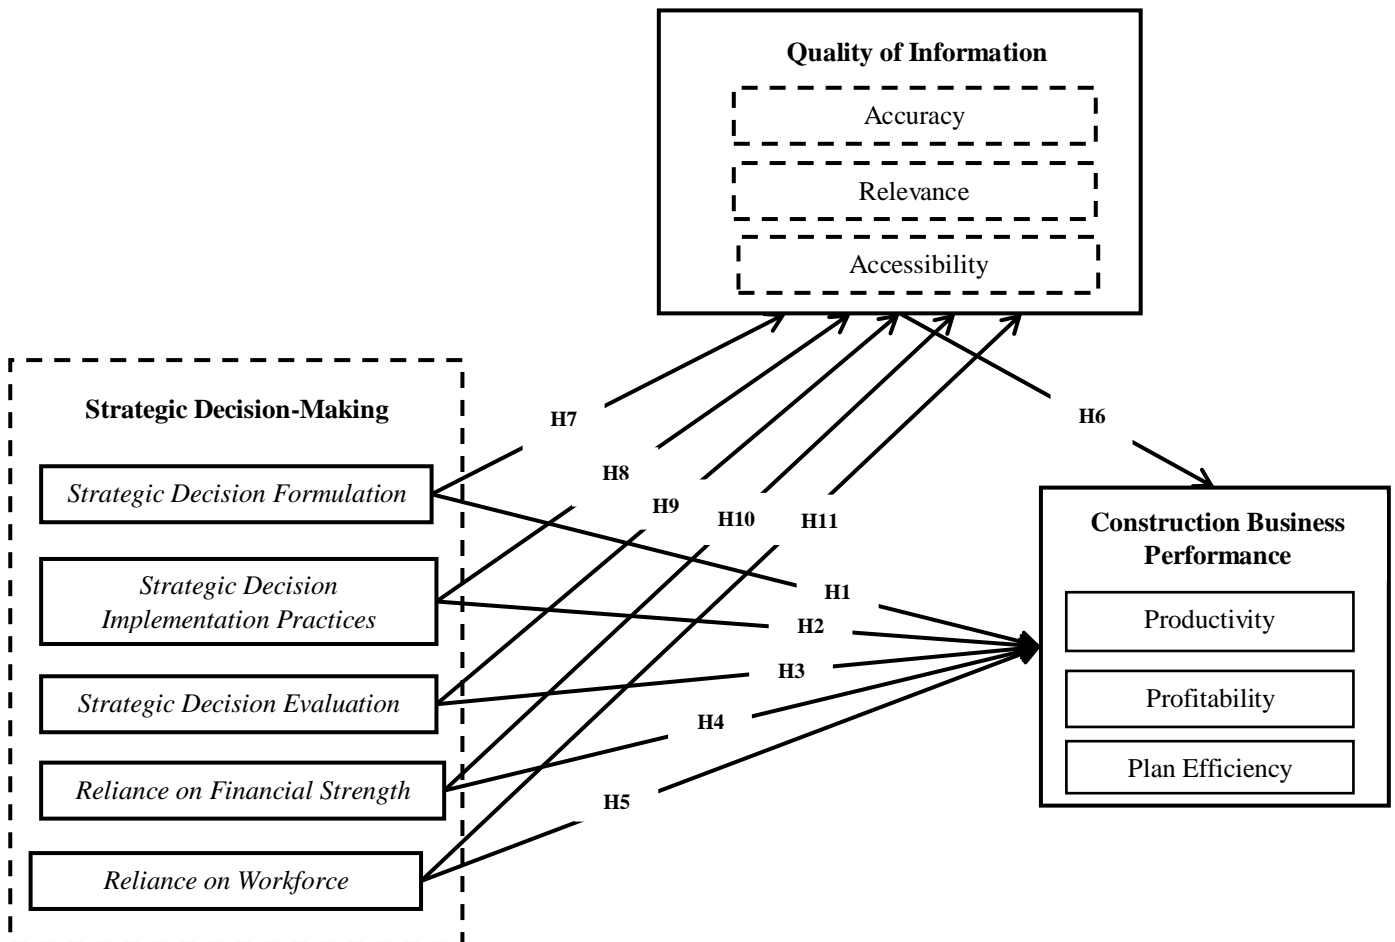 Quality of Information
Accuracy
Relevance
Accessibility
Strategic Decision-Making
Strategic Decision Formulation
Strategic Decision
Implementation Practices
Strategic Decision Evaluation
Reliance on Financial Strength
Reliance on Workforce
H7
H8
H9
H10
H11
H6
H1
H2
H3
H4
H5
Construction Business
Performance
Productivity
Profitability
Plan Efficiency